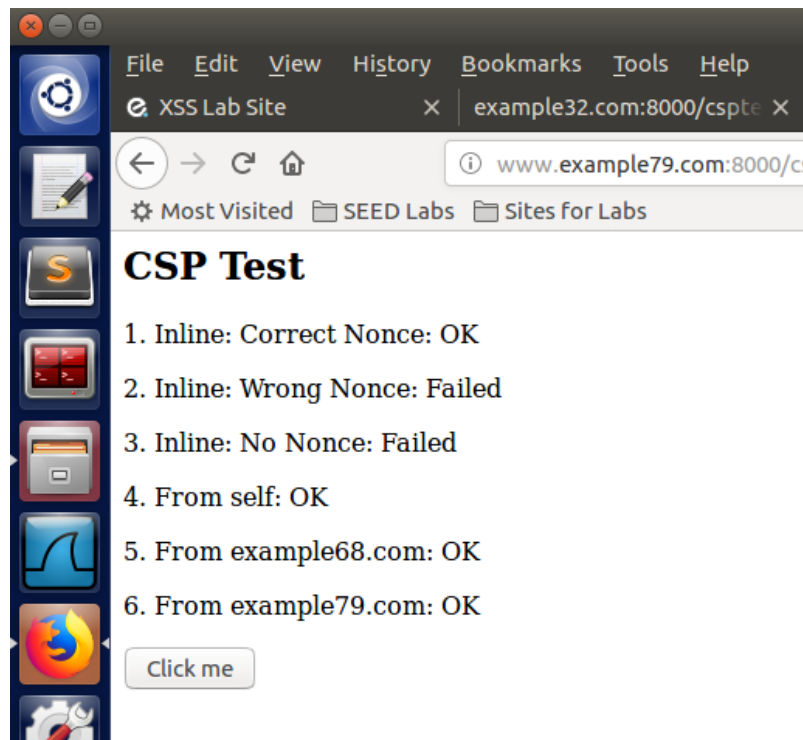 File Edit View History Bookmarks Tools Help
XSS Lab Site × example32.com:8000/cspte ×
www.example79.com:8000/cs
Most Visited SEED Labs Sites for Labs
CSP Test
1. Inline: Correct Nonce: OK
2. Inline: Wrong Nonce: Failed
3. Inline: No Nonce: Failed
4. From self: OK
5. From example68.com: OK
6. From example79.com: OK
Click me